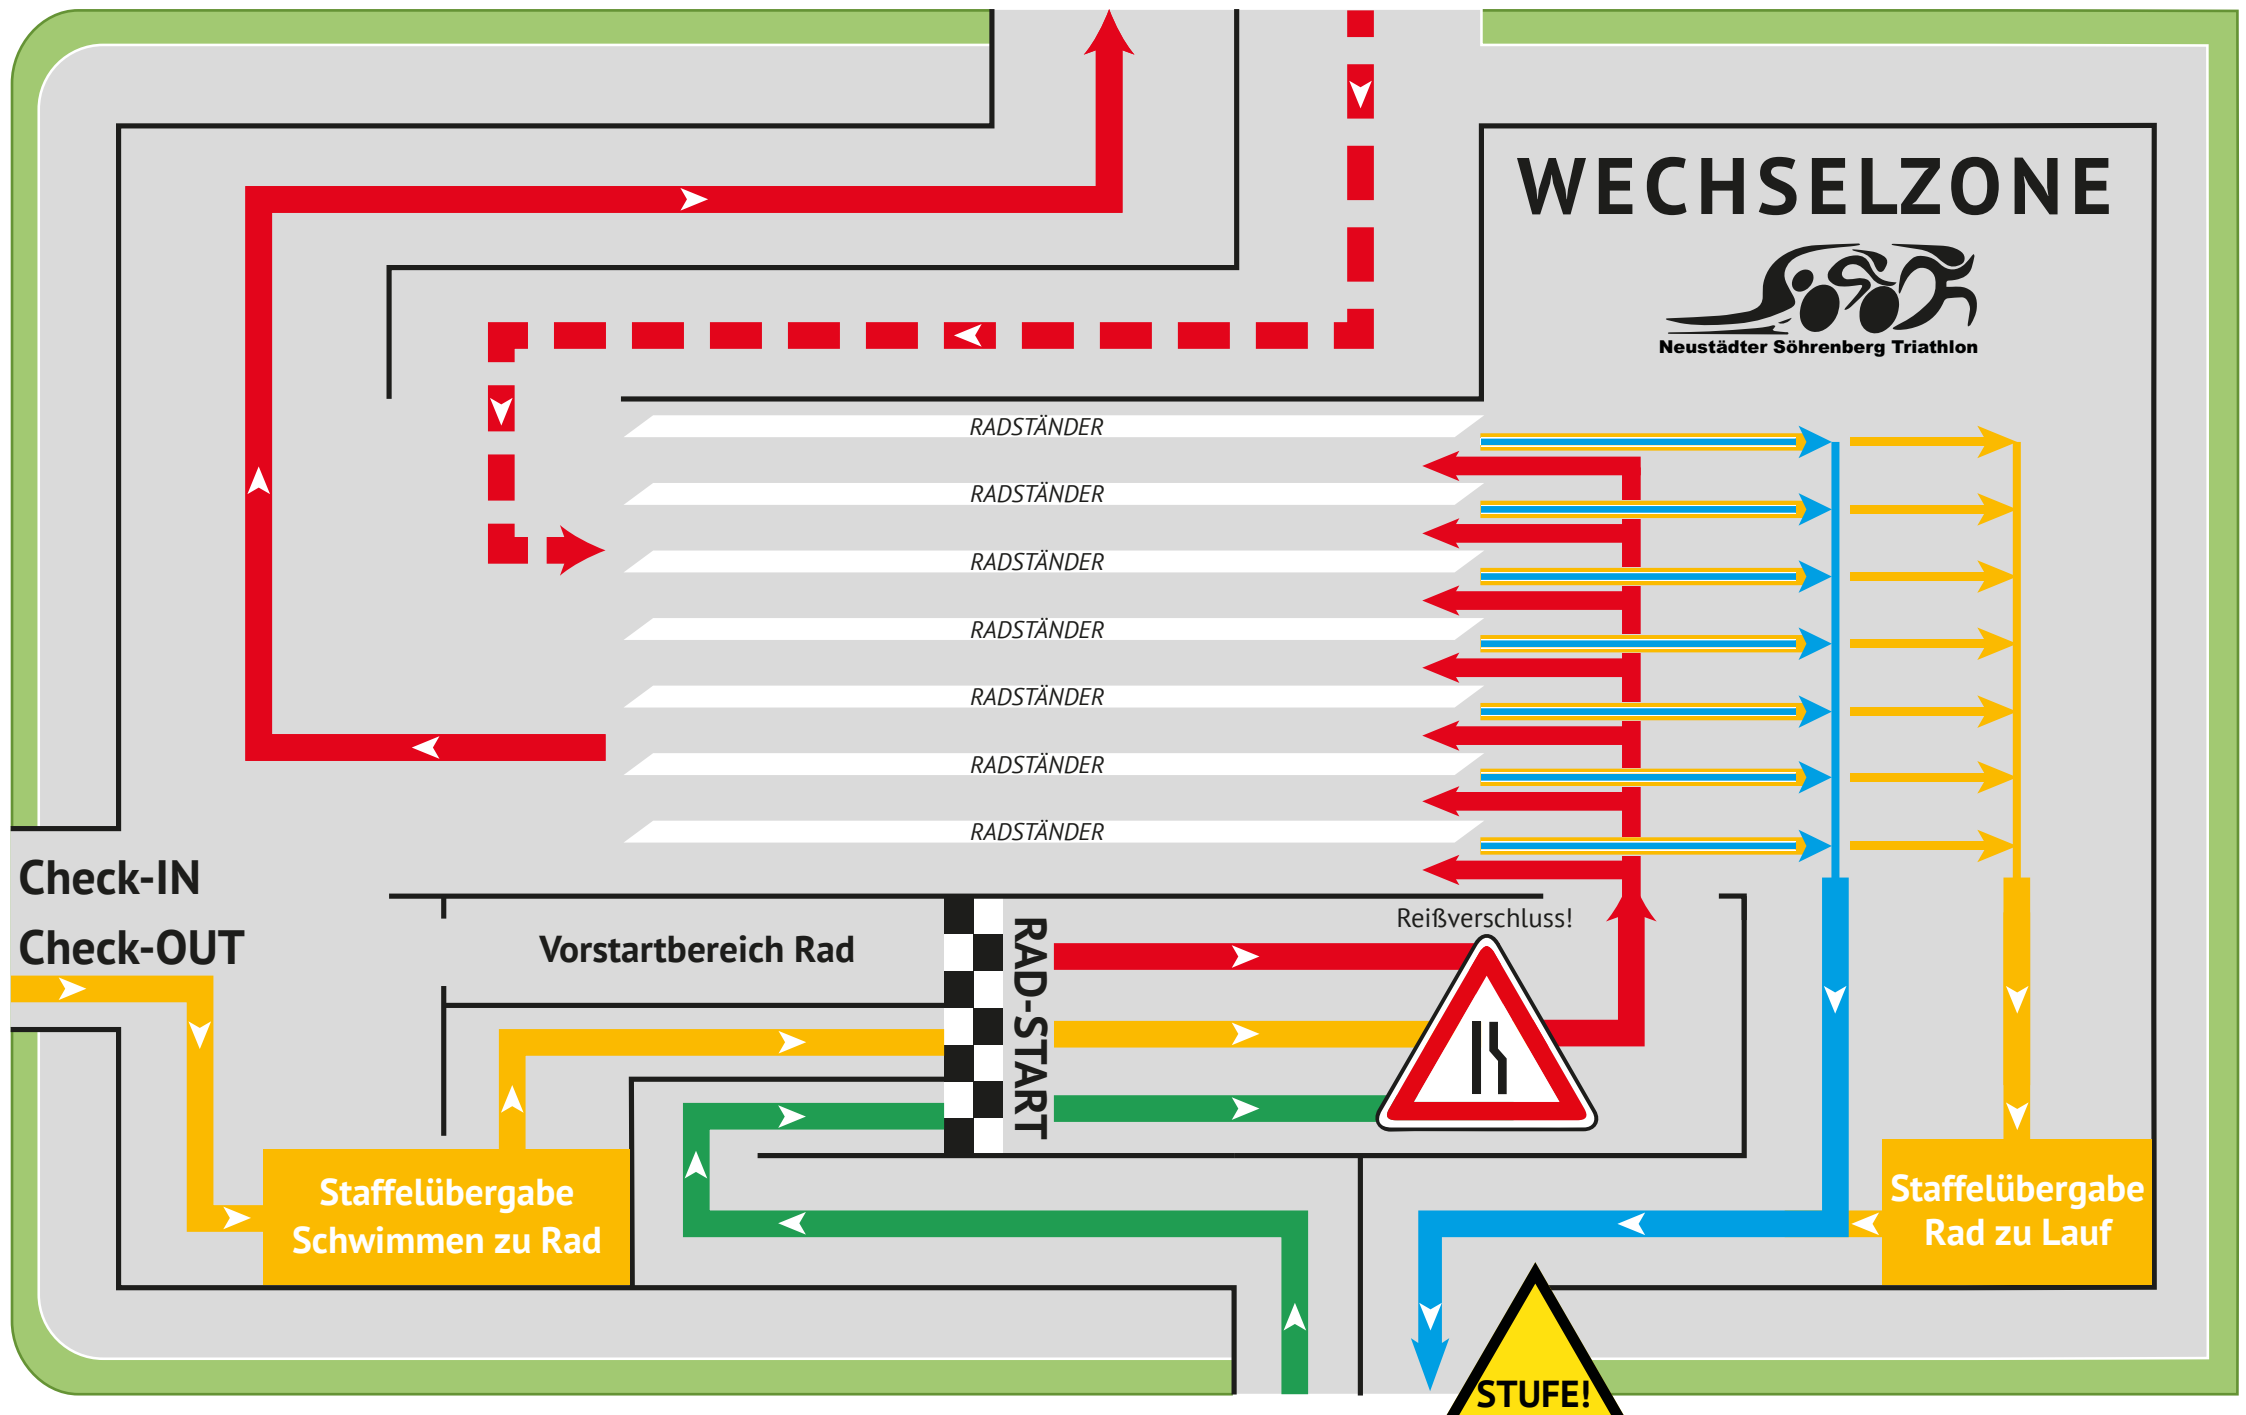 WECHSELZONE
Neustädter Söhrenberg Triathlon
RADSTÄNDER
RADSTÄNDER
RADSTÄNDER
RADSTÄNDER
RADSTÄNDER
RADSTÄNDER
RADSTÄNDER
Check-IN
Check-OUT
Vorstartbereich Rad
RAD-START
Reißverschluss!
Staffelübergabe
Schwimmen zu Rad
Staffelübergabe
Rad zu Lauf
STUFE!